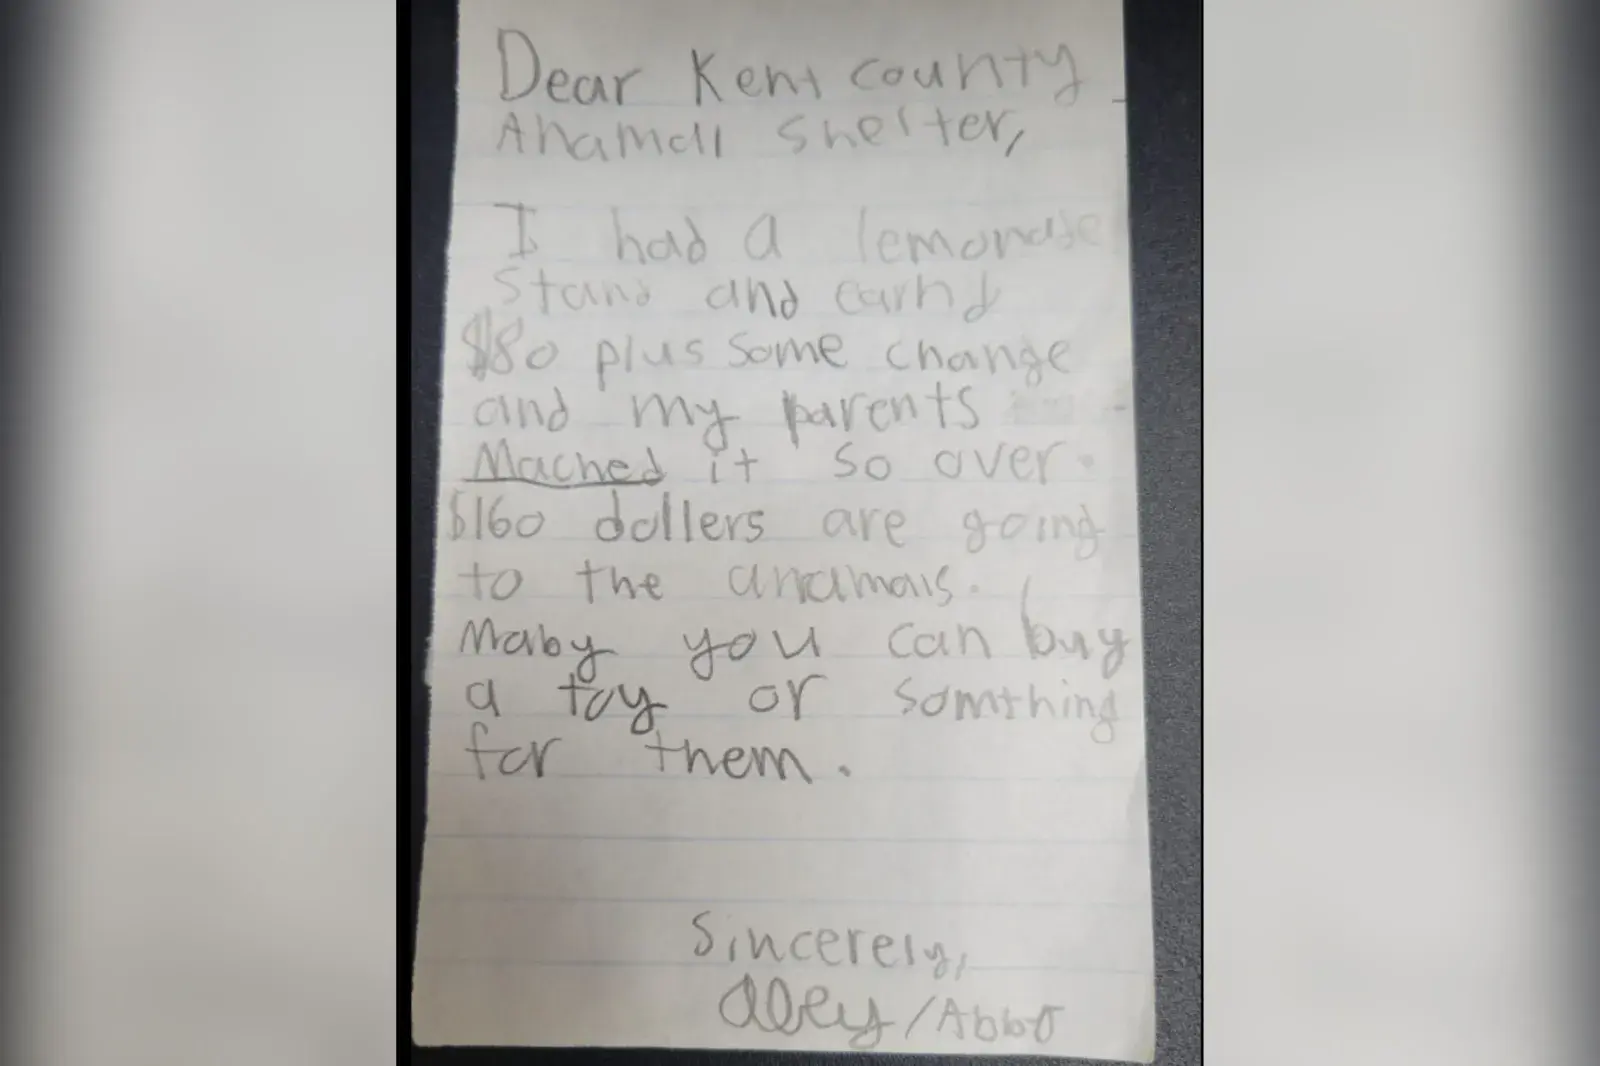 Dear Kent county
Anamall Shelter,
I had a lemonade
Stand and earnd
$80 plus some change
and my parents
Mached it so over
$160 dollers are going
to the anamals.
Maby you can buy
a toy or somthing
for them.
Sincerely,
Abby / Abby